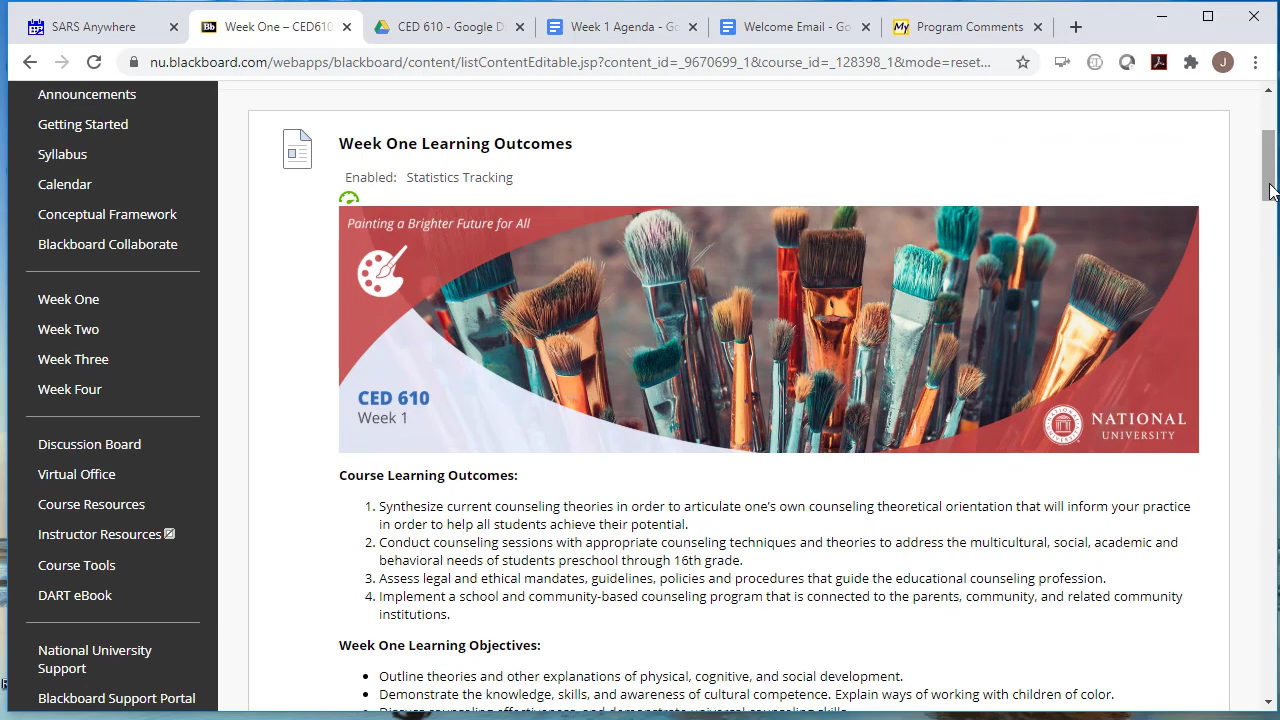 SARS Anywhere
Bb
Week One – CED610
CED 610 - Google D
Week 1 Agenda - Go
Welcome Email - Go
My
Program Comments
nu.blackboard.com/webapps/blackboard/content/listContentEditable.jsp?content_id=_9670699_1&course_id=_128398_1&mode=reset...
J
Announcements
Getting Started
Syllabus
Calendar
Conceptual Framework
Blackboard Collaborate
Week One
Week Two
Week Three
Week Four
Discussion Board
Virtual Office
Course Resources
Instructor Resources
Course Tools
DART eBook
National University
Support
Blackboard Support Portal
Week One Learning Outcomes
Enabled: Statistics Tracking
Painting a Brighter Future for All
CED 610
Week 1
NATIONAL
UNIVERSITY
Course Learning Outcomes:
1. Synthesize current counseling theories in order to articulate one's own counseling theoretical orientation that will inform your practice
in order to help all students achieve their potential.
2. Conduct counseling sessions with appropriate counseling techniques and theories to address the multicultural, social, academic and
behavioral needs of students preschool through 16th grade.
3. Assess legal and ethical mandates, guidelines, policies and procedures that guide the educational counseling profession.
4. Implement a school and community-based counseling program that is connected to the parents, community, and related community
institutions.
Week One Learning Objectives:
• Outline theories and other explanations of physical, cognitive, and social development.
• Demonstrate the knowledge, skills, and awareness of cultural competence. Explain ways of working with children of color.